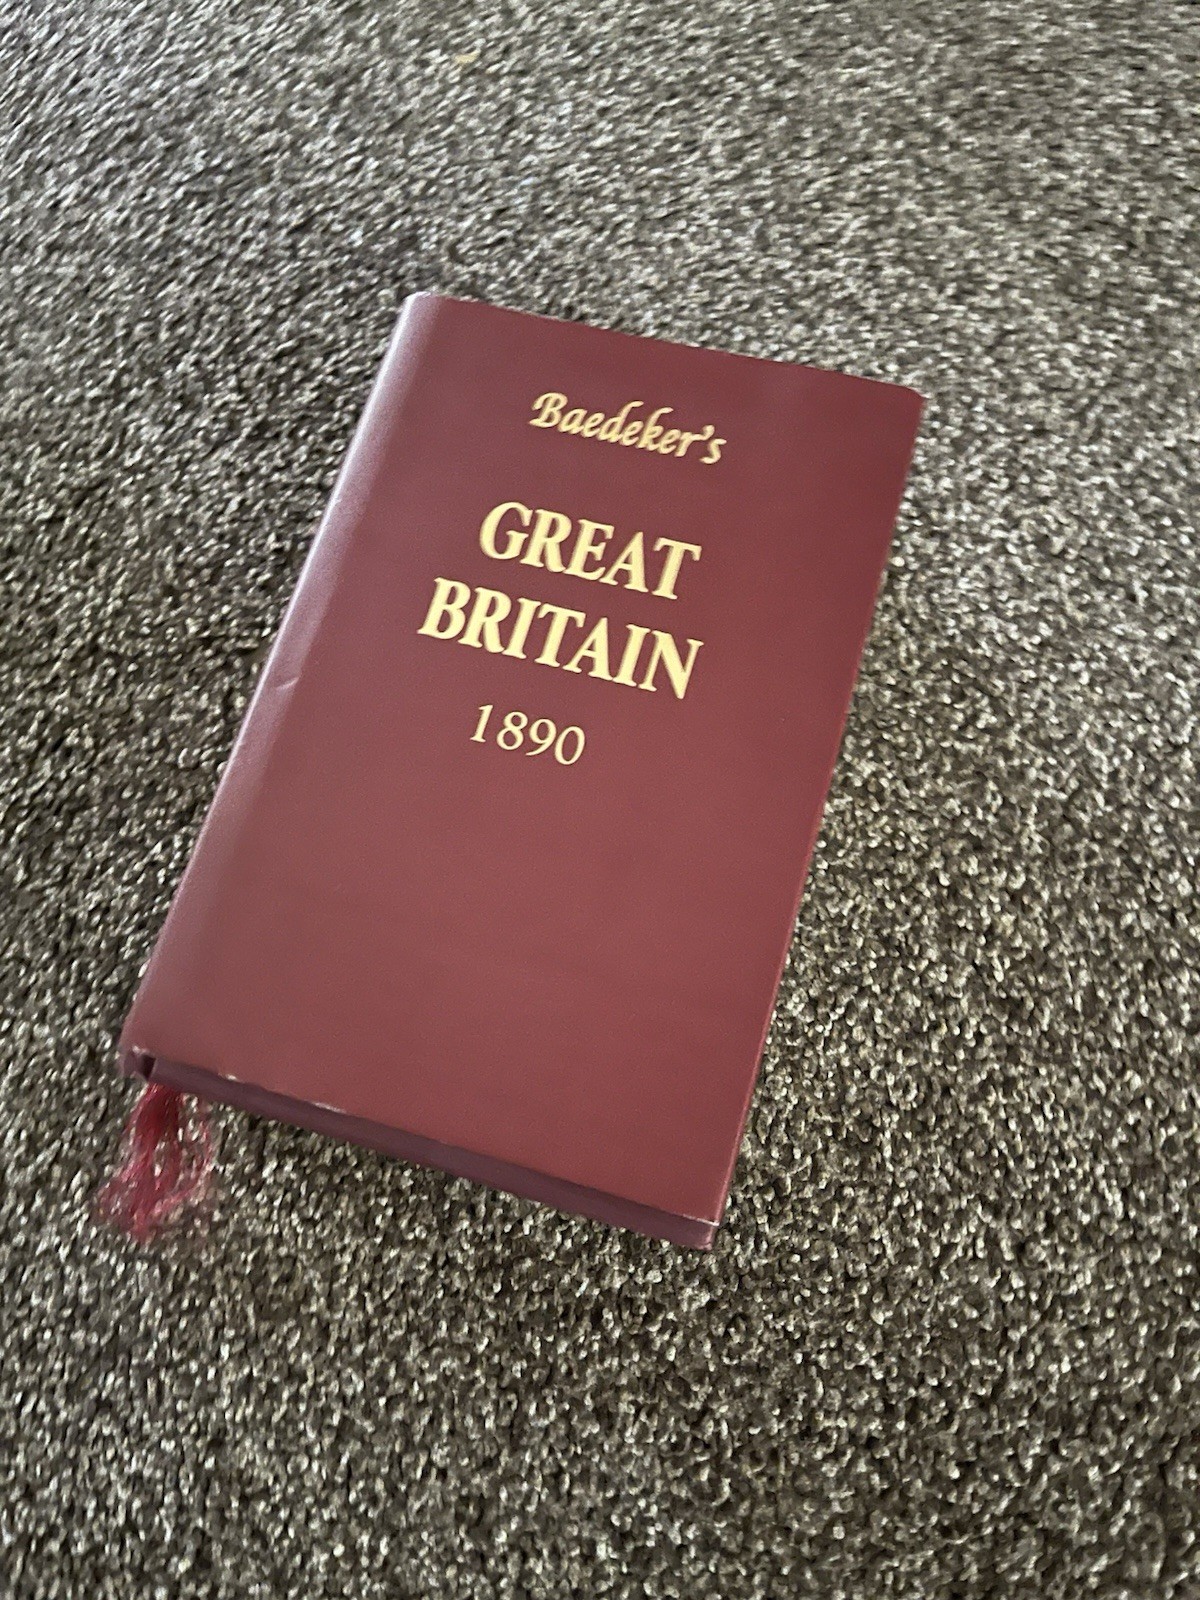 Baedeker's
GREAT
BRITAIN
1890